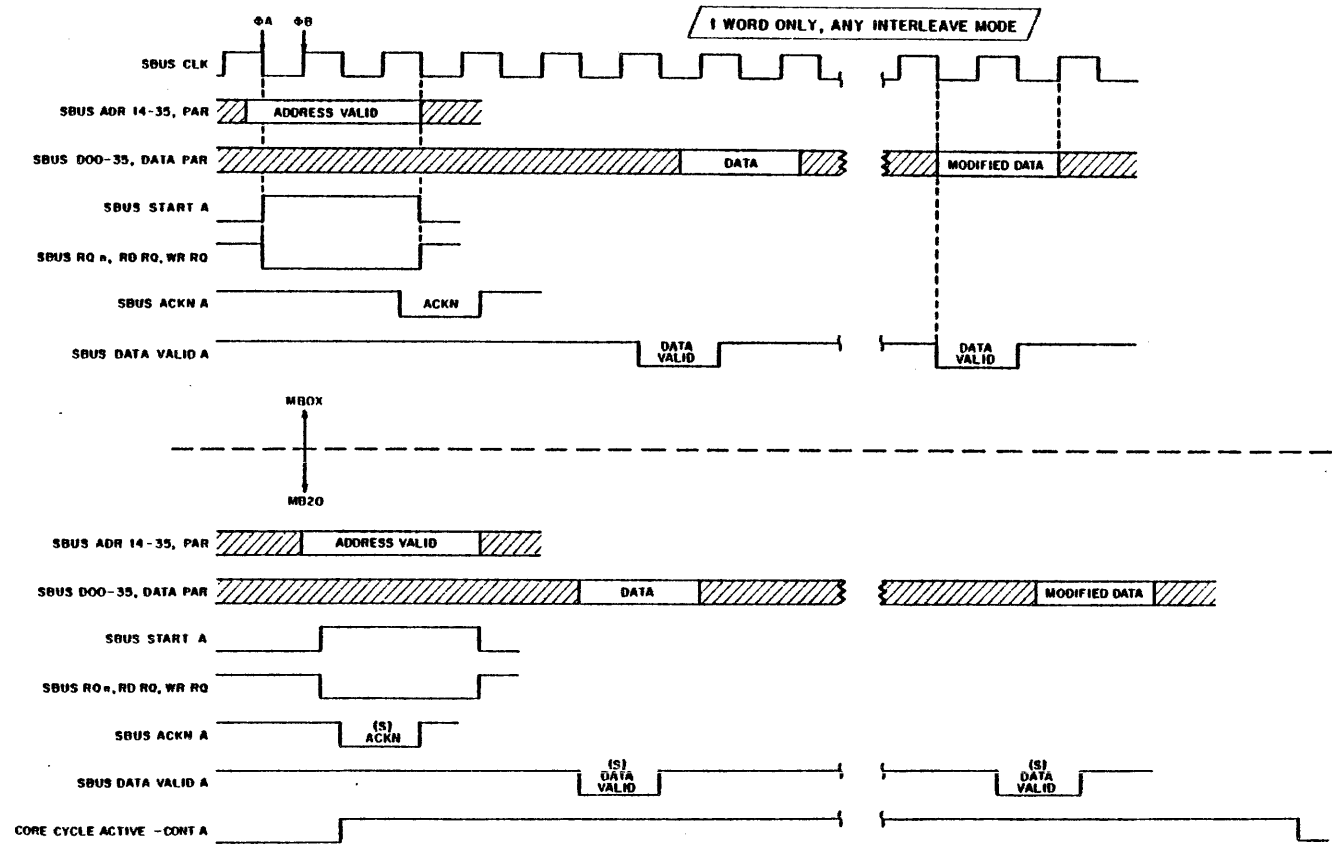 ΦA
ΦB
1 WORD ONLY, ANY INTERLEAVE MODE
SBUS CLK
SBUS ADR 14-35, PAR
ADDRESS VALID
SBUS D00-35, DATA PAR
DATA
MODIFIED DATA
SBUS START A
SBUS RQ n, RD RQ, WR RQ
SBUS ACKN A
ACKN
SBUS DATA VALID A
DATA
VALID
DATA
VALID
MBOX
MB20
SBUS ADR 14-35, PAR
ADDRESS VALID
SBUS D00-35, DATA PAR
DATA
MODIFIED DATA
SBUS START A
SBUS RQ n, RD RQ, WR RQ
SBUS ACKN A
(S)
ACKN
SBUS DATA VALID A
(S)
DATA
VALID
(S)
DATA
VALID
CORE CYCLE ACTIVE -CONT A